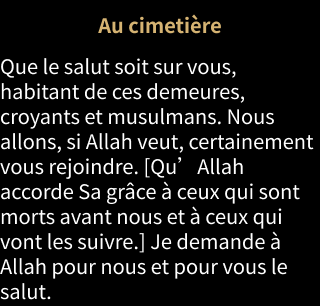 Au cimetière
Que le salut soit sur vous,
habitant de ces demeures,
croyants et musulmans. Nous
allons, si Allah veut, certainement
vous rejoindre. [Qu’ Allah
accorde Sa grâce à ceux qui sont
morts avant nous et à ceux qui
vont les suivre.] Je demande à
Allah pour nous et pour vous le
salut.